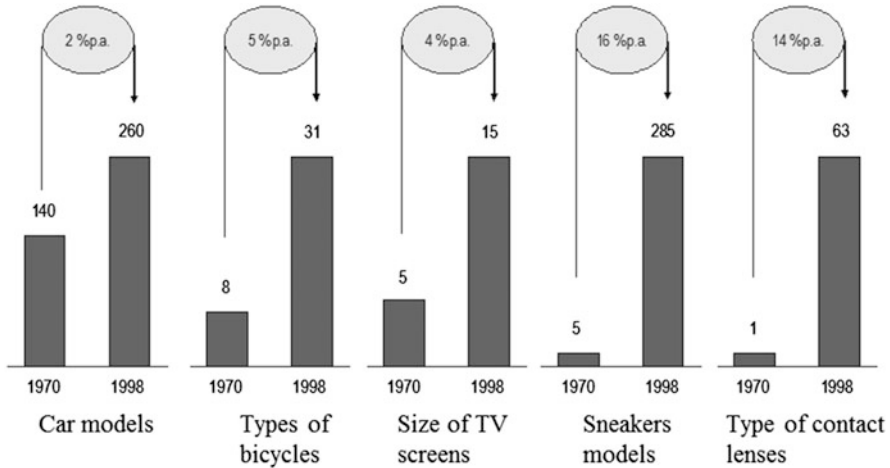 2 %p.a.
5 %p.a.
4% p.a.
16 %p.a.
14 %p.a.
260
31
15
285
63
140
8
5
5
1
1970
1998
1970
1998
1970
1998
1970
1998
1970
1998
Car models
Types of
bicycles
Size of TV
screens
Sneakers
models
Type of contact
lenses